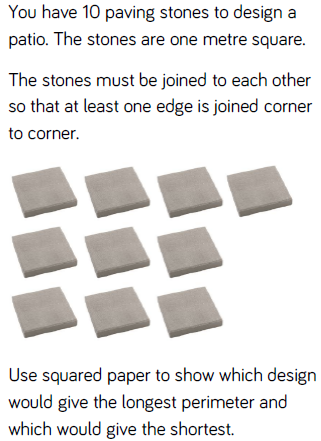 You have 10 paving stones to design a
patio. The stones are one metre square.
The stones must be joined to each other
so that at least one edge is joined corner
to corner.
Use squared paper to show which design
would give the longest perimeter and
which would give the shortest.